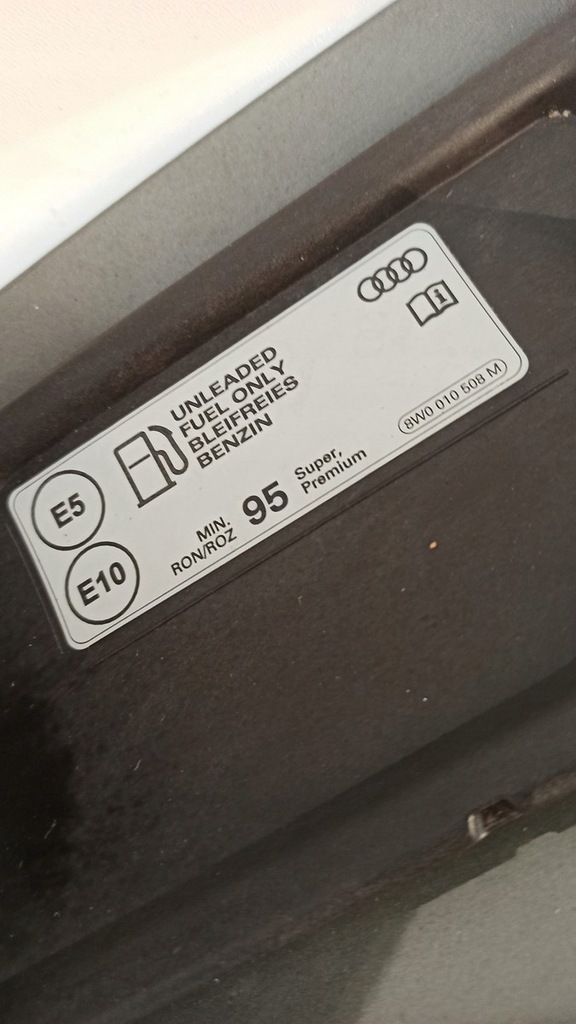 UNLEADED
FUEL ONLY
BLEIFREIES
BENZIN
E5
E10
MIN.
RON/ROZ
95
Super,
Premium
8W0 010 508 M